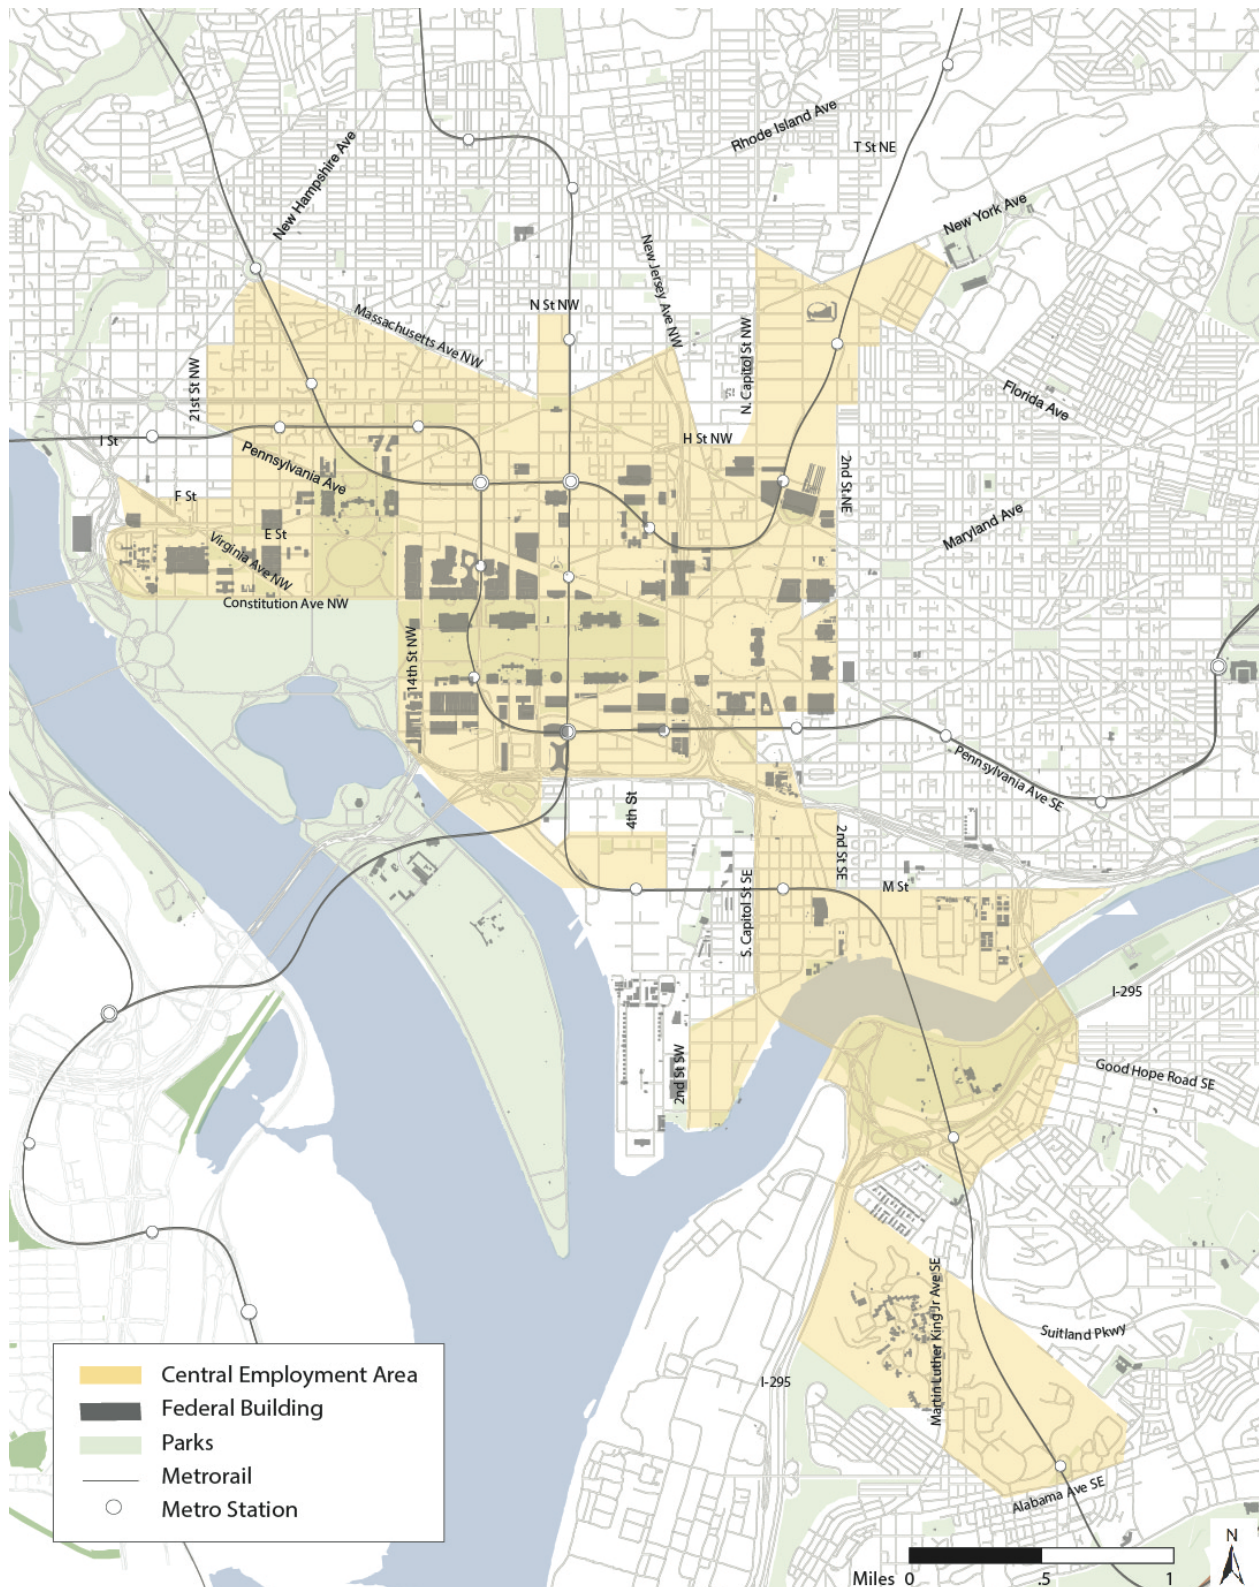 Rhode Island Ave
T St NE
New Hampshire Ave
New York Ave
New Jersey Ave NW
N St NW
Massachusetts Ave NW
N. Capitol St NW
21st St NW
Florida Ave
I St
H St NW
Pennsylvania Ave
2nd St NE
F St
Maryland Ave
E St
Virginia Ave NW
Constitution Ave NW
14th St NW
Pennsylvania Ave SE
4th St
2nd St SE
M St
S. Capitol St SE
I-295
2nd St SW
Good Hope Road SE
Martin Luther King Jr Ave SE
Suitland Pkwy
I-295
Alabama Ave SE
Central Employment Area
Federal Building
Parks
Metrorail
Metro Station
N
Miles 0 .5 1